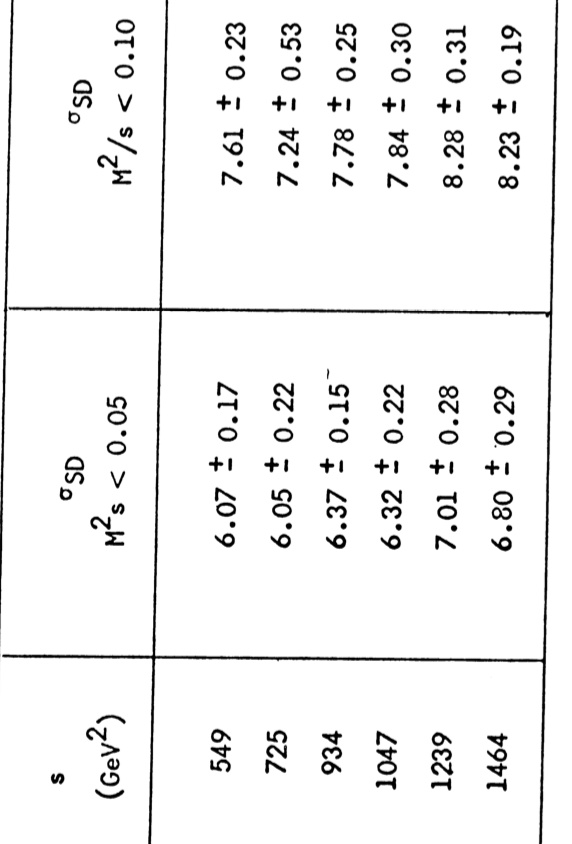 s σSD σSD
(GeV²) M²s < 0.05 M²/s < 0.10
549 6.07 ± 0.17 7.61 ± 0.23
725 6.05 ± 0.22 7.24 ± 0.53
934 6.37 ± 0.15 7.78 ± 0.25
1047 6.32 ± 0.22 7.84 ± 0.30
1239 7.01 ± 0.28 8.28 ± 0.31
1464 6.80 ± 0.29 8.23 ± 0.19